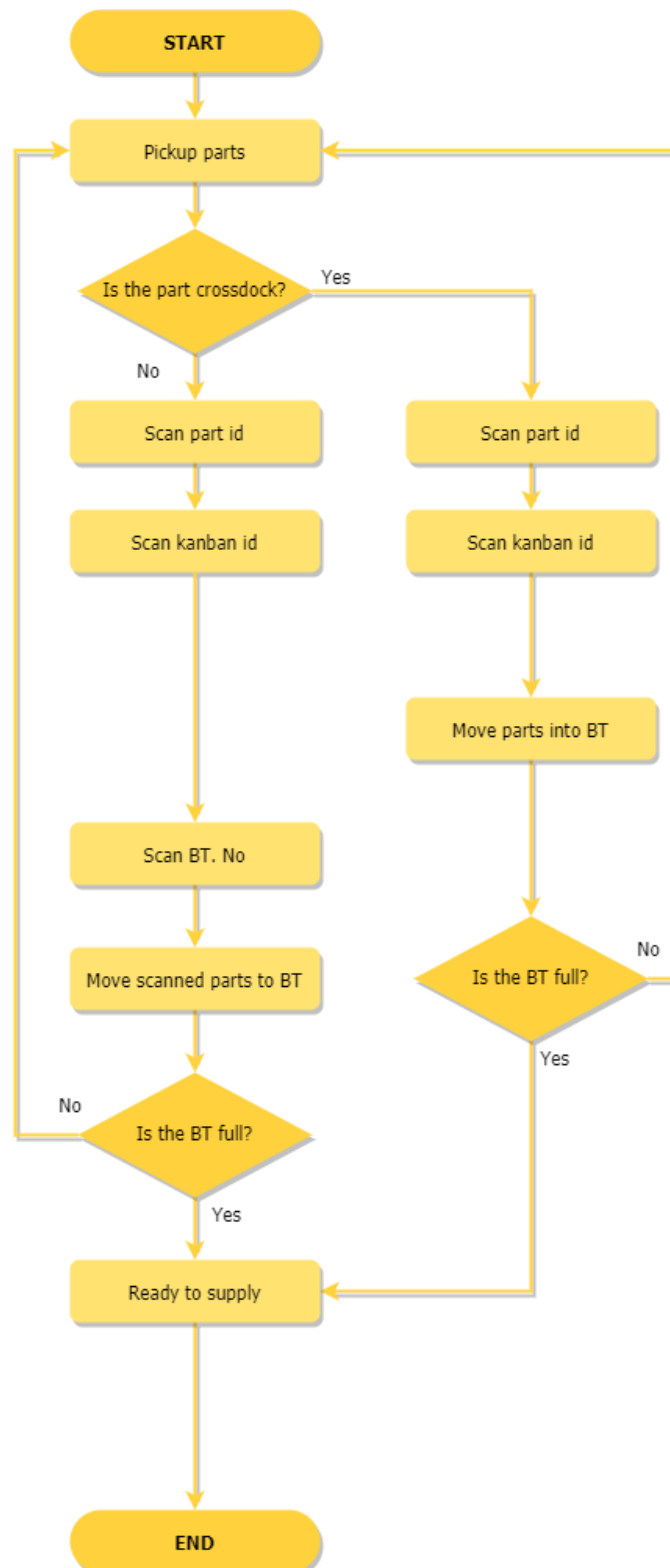 START
Pickup parts
Is the part crossdock?
Yes
No
Scan part id
Scan part id
Scan kanban id
Scan kanban id
Move parts into BT
Scan BT. No
Move scanned parts to BT
Is the BT full?
No
Yes
No
Is the BT full?
Yes
Ready to supply
END